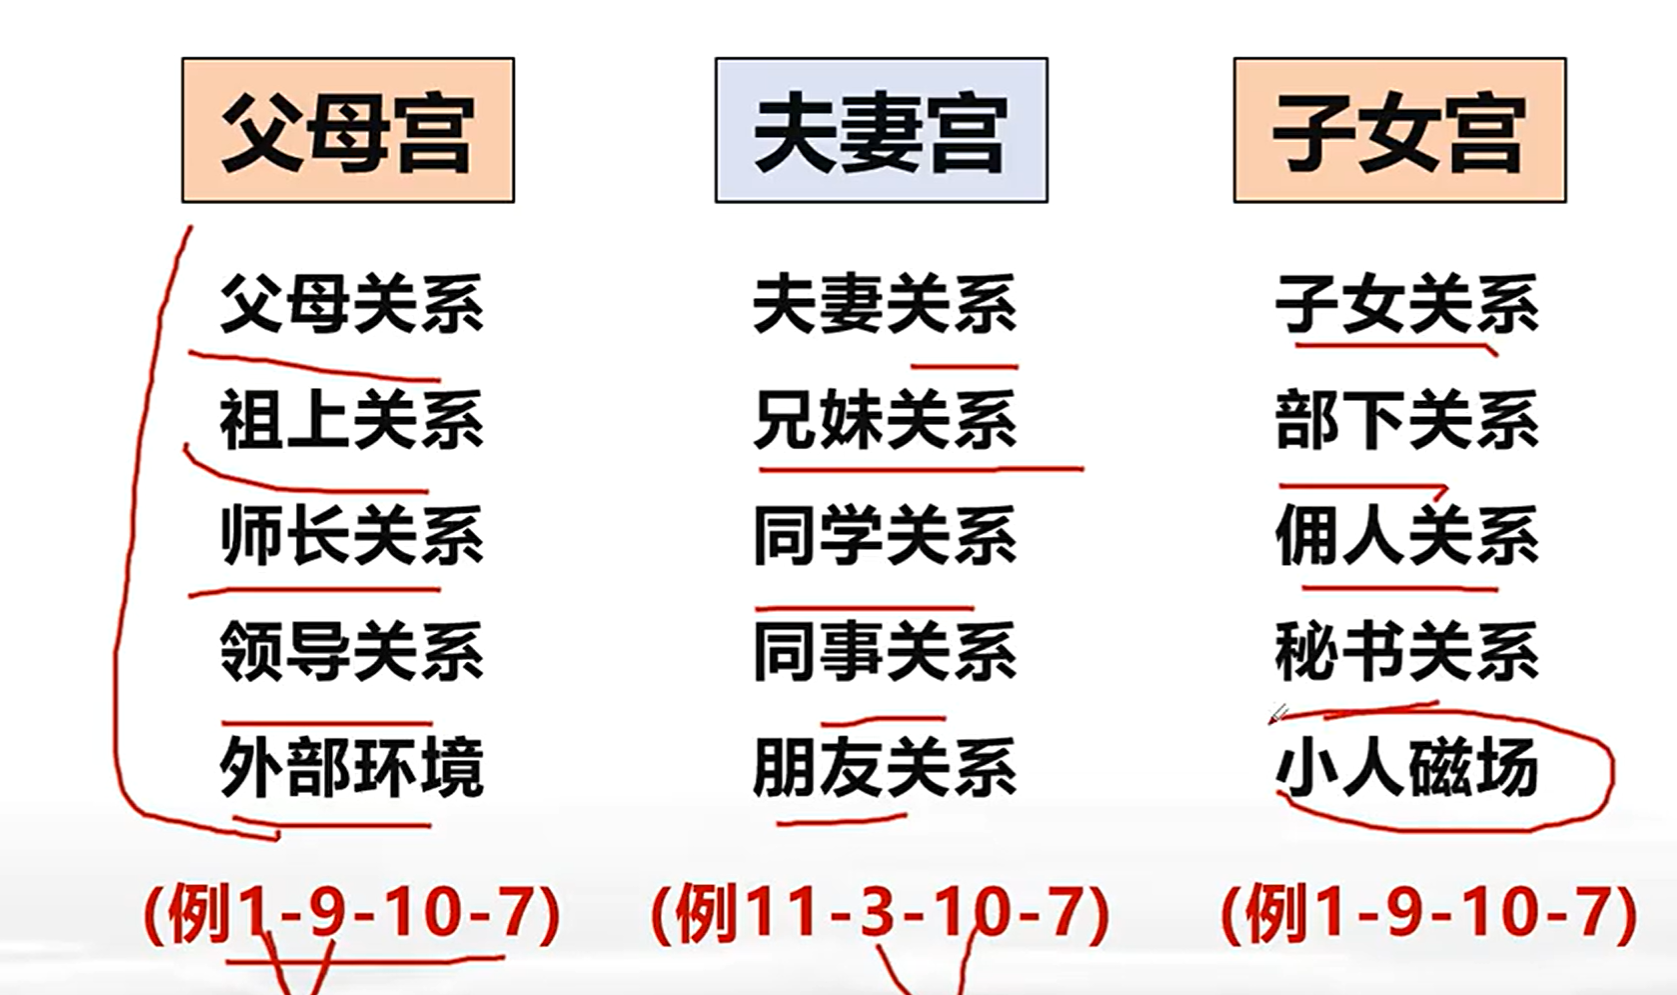 父母宫
父母关系
祖上关系
师长关系
领导关系
外部环境
(例1-9-10-7)
夫妻宫
夫妻关系
兄妹关系
同学关系
同事关系
朋友关系
(例11-3-10-7)
子女宫
子女关系
部下关系
佣人关系
秘书关系
小人磁场
(例1-9-10-7)